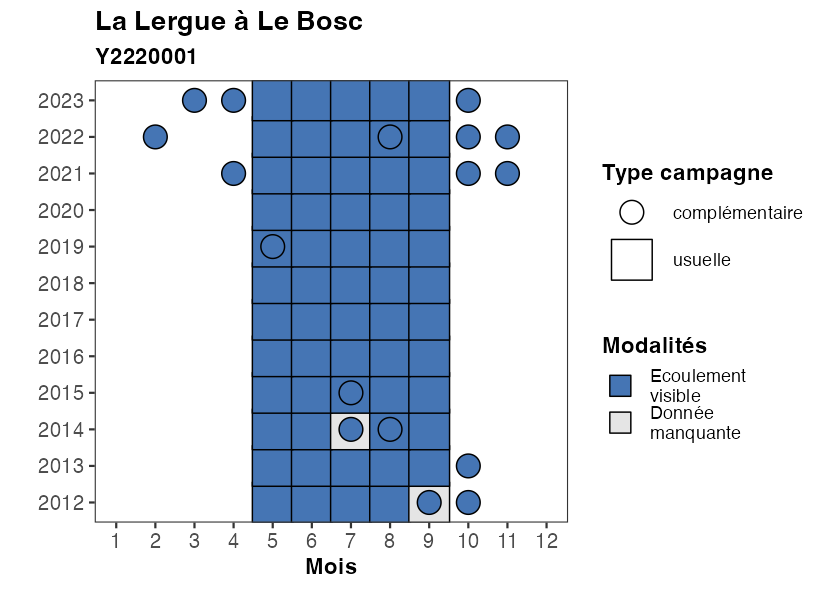 La Lergue à Le Bosc
Y2220001
2023
2022
2021
2020
2019
2018
2017
2016
2015
2014
2013
2012
1 2 3 4 5 6 7 8 9 10 11 12
Mois
Type campagne
complémentaire
usuelle
Modalités
Ecoulement
visible
Donnée
manquante